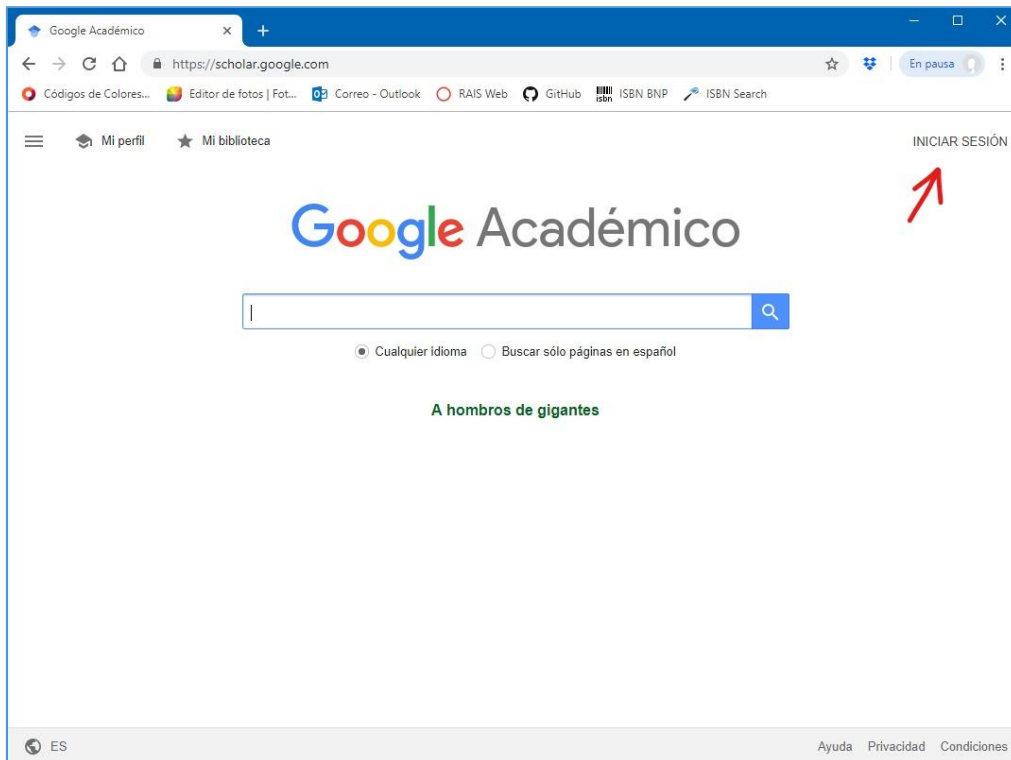 Google Académico
https://scholar.google.com
En pausa
Códigos de Colores...
Editor de fotos | Fot...
Correo - Outlook
RAIS Web
GitHub
isbn
ISBN BNP
ISBN Search
Mi perfil
Mi biblioteca
INICIAR SESIÓN
Google Académico
Cualquier idioma
Buscar sólo páginas en español
A hombros de gigantes
ES
Ayuda Privacidad Condiciones